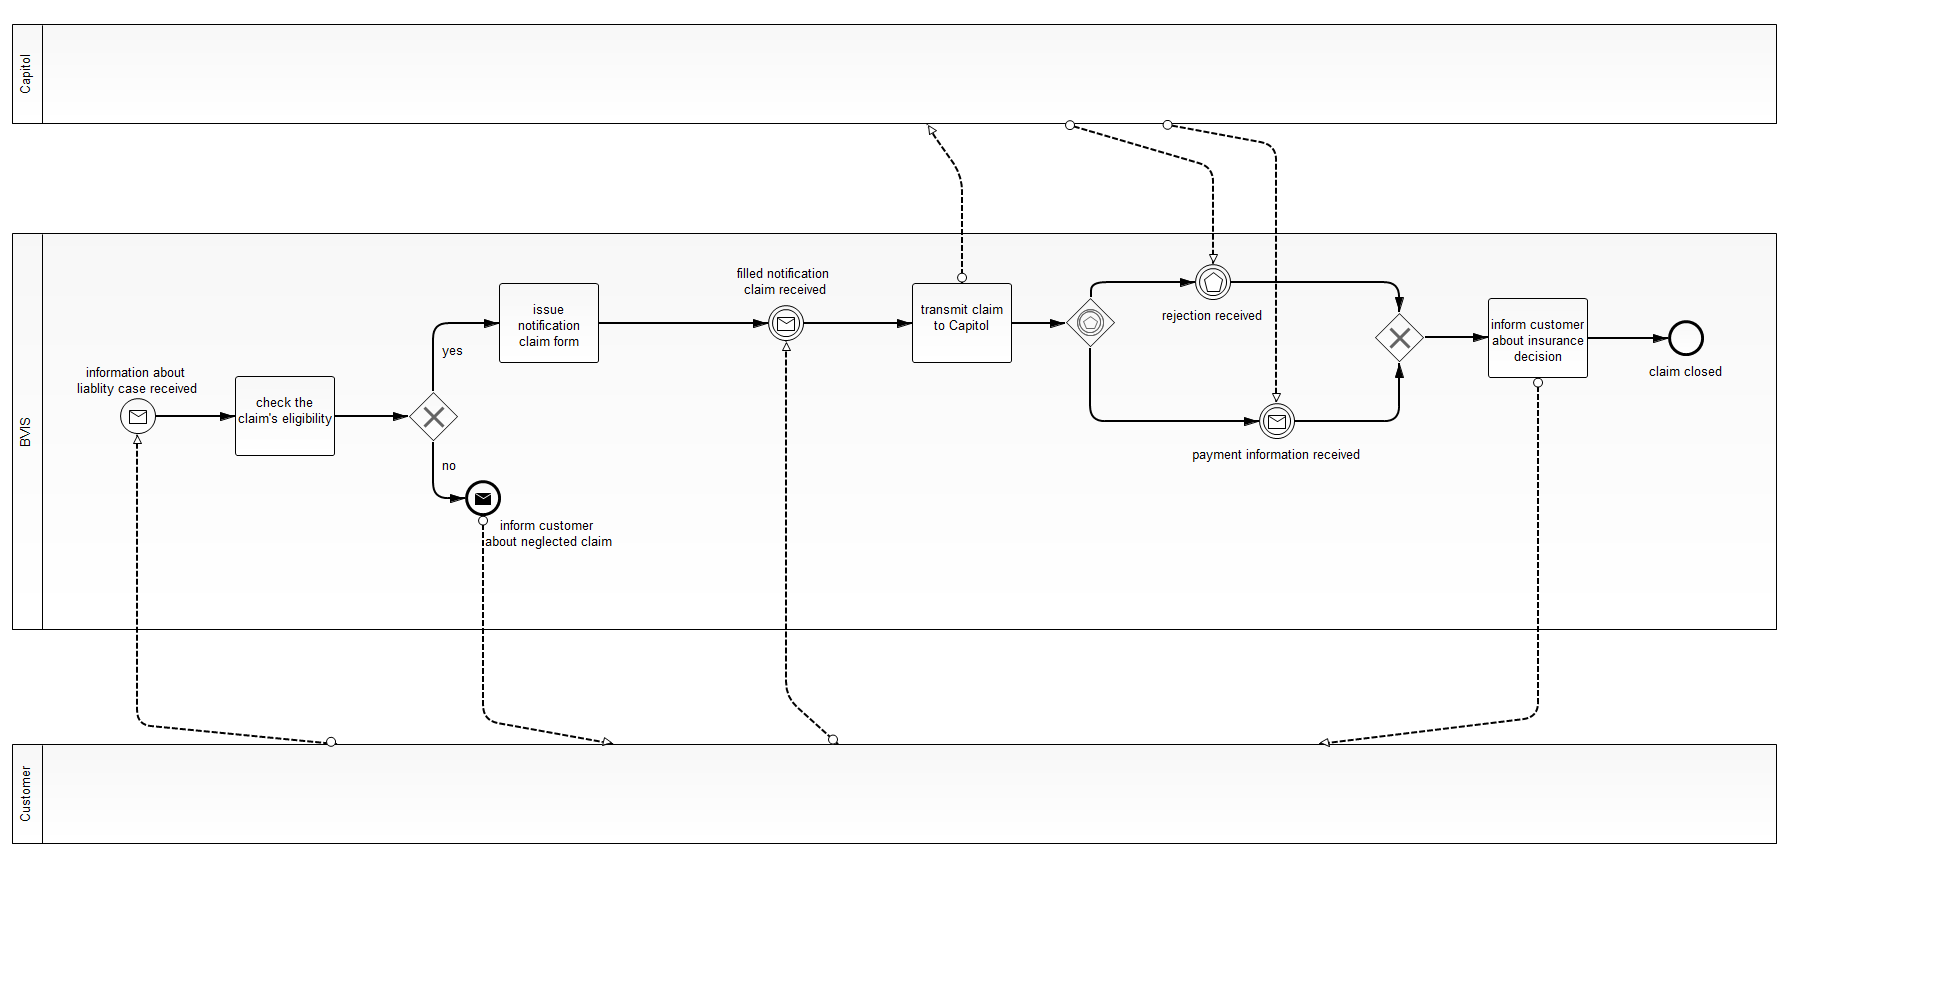 Capitol
BVIS
filled notification
claim received
issue
notification
claim form
transmit claim
to Capitol
rejection received
inform customer
about insurance
decision
yes
information about
liablity case received
claim closed
check the
claim's eligibility
payment information received
no
inform customer
about neglected claim
Customer